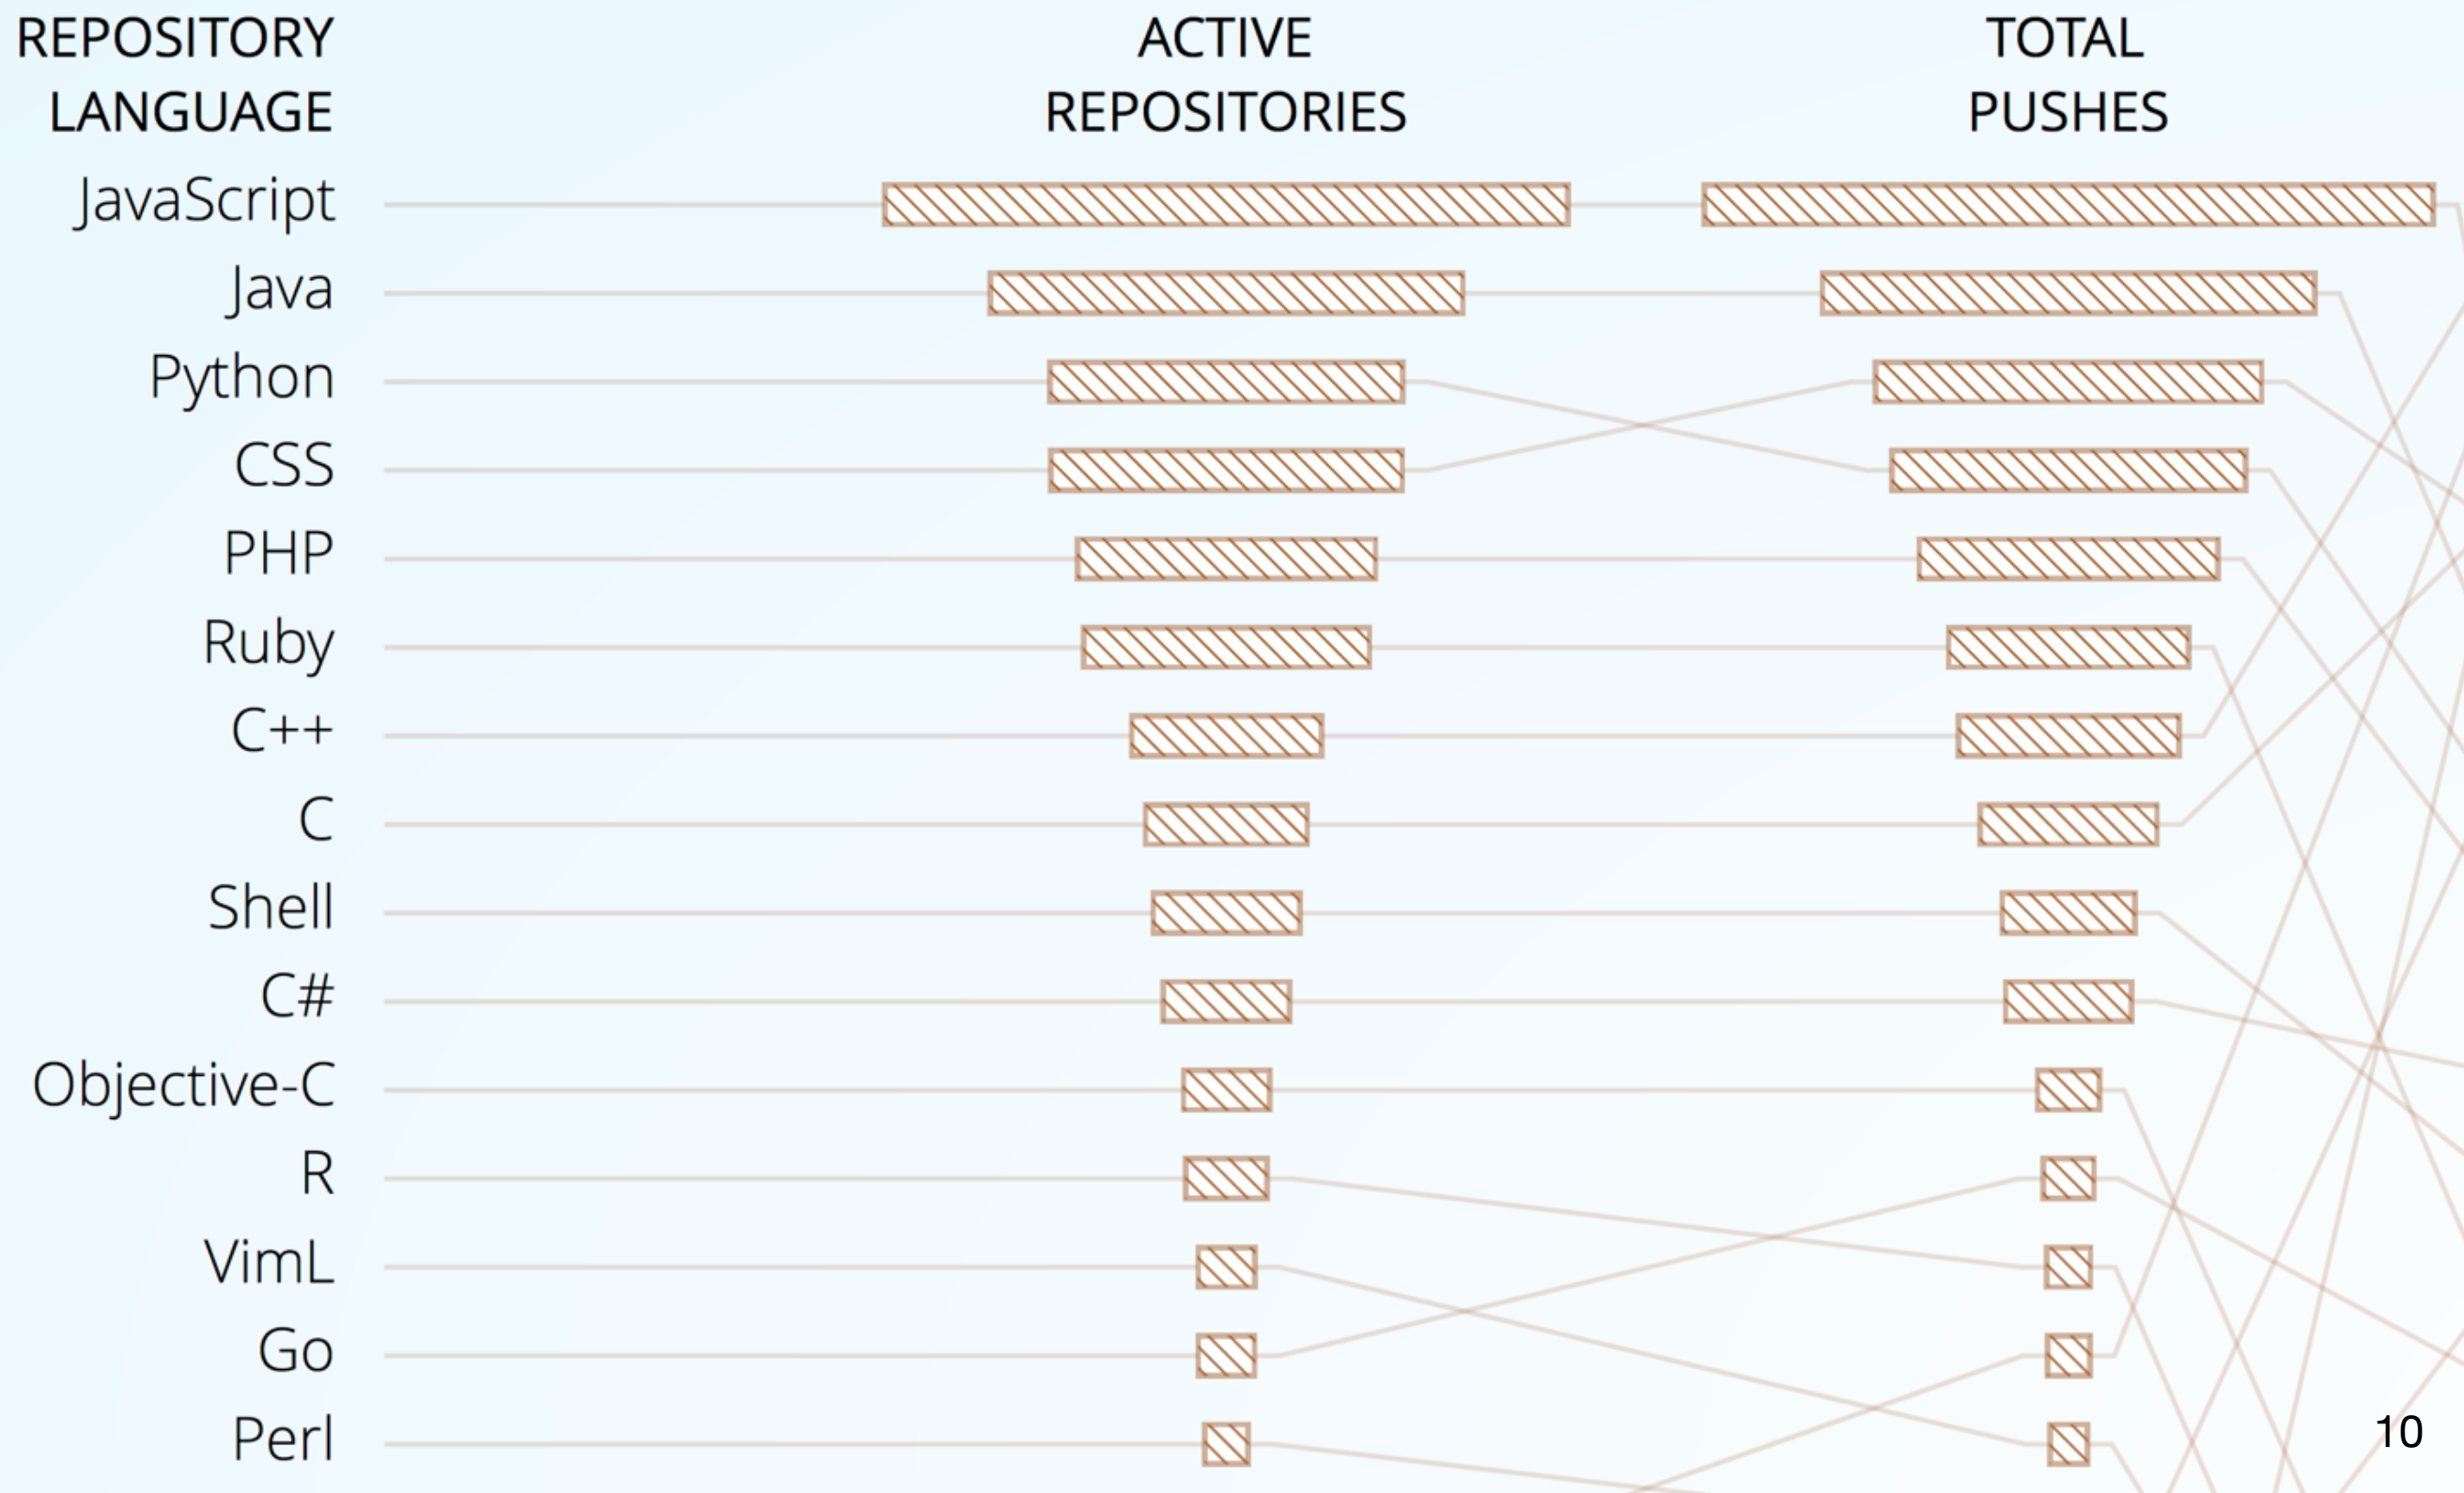 REPOSITORY
LANGUAGE
ACTIVE
REPOSITORIES
TOTAL
PUSHES
JavaScript
Java
Python
CSS
PHP
Ruby
C++
C
Shell
C#
Objective-C
R
VimL
Go
Perl
10